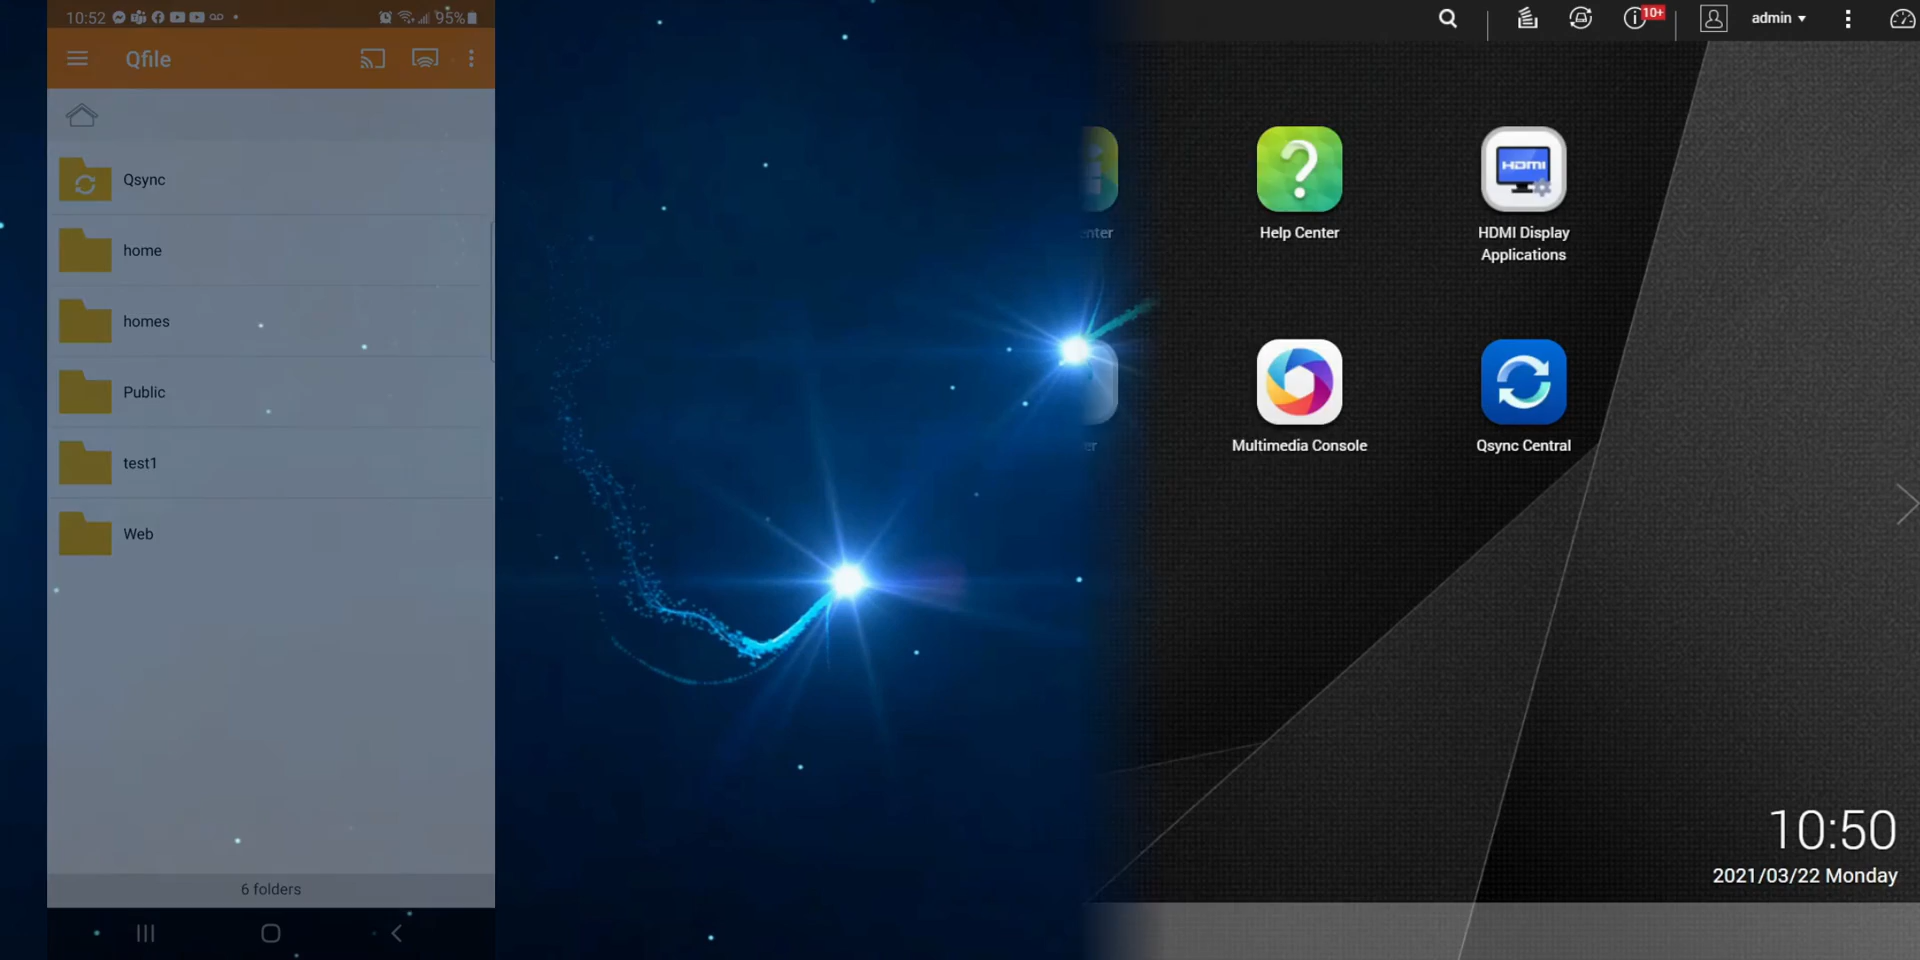 10:52
95%
Qfile
Qsync
home
homes
Public
test1
Web
6 folders
10+
admin
Help Center
HDMI
HDMI Display
Applications
Multimedia Console
Qsync Central
10:50
2021/03/22 Monday